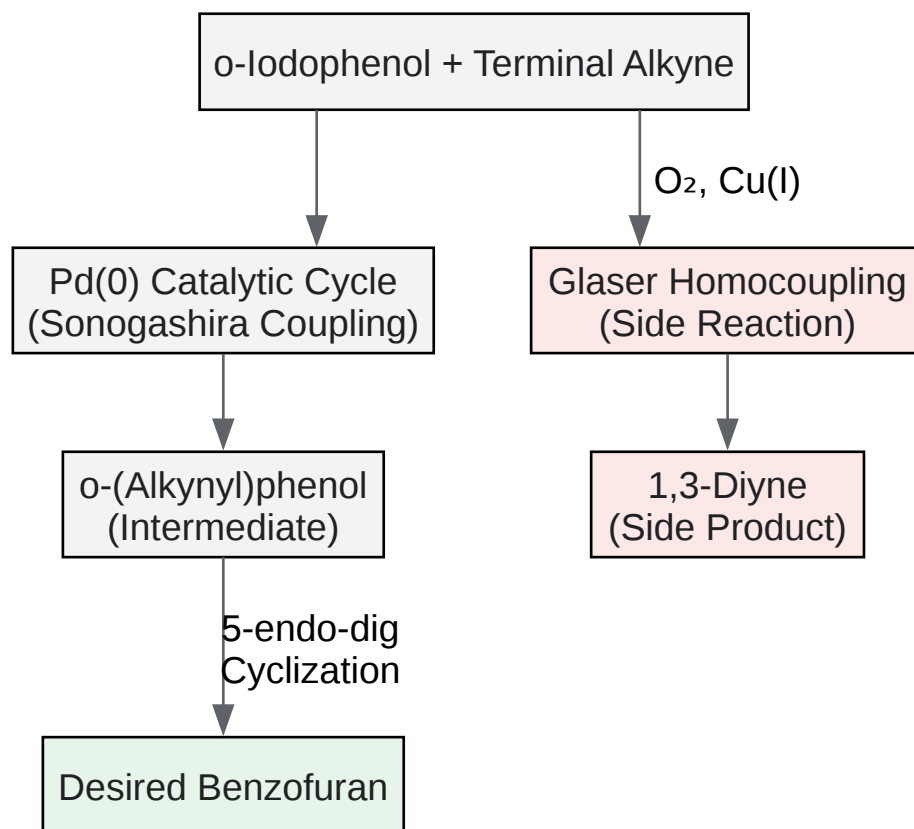 o-Iodophenol + Terminal Alkyne
O₂, Cu(I)
Pd(0) Catalytic Cycle
(Sonogashira Coupling)
Glaser Homocoupling
(Side Reaction)
o-(Alkynyl)phenol
(Intermediate)
1,3-Diyne
(Side Product)
5-endo-dig
Cyclization
Desired Benzofuran